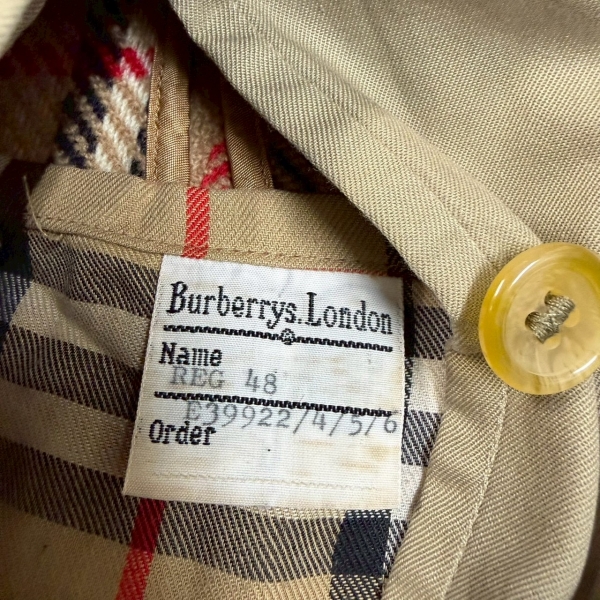 Burberrys.London
Name
REG 48
E39922/4/5/6
Order